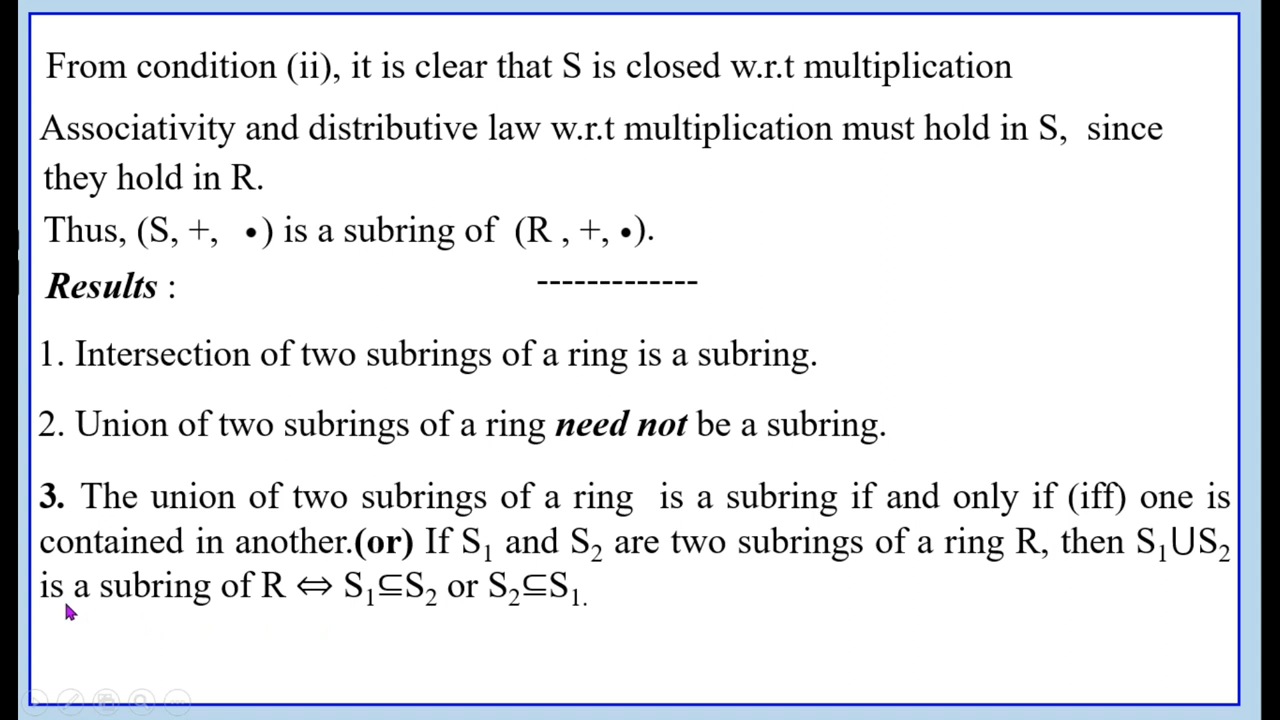 From condition (ii), it is clear that S is closed w.r.t multiplication
Associativity and distributive law w.r.t multiplication must hold in S,  since
they hold in R.
Thus, (S, +,  •) is a subring of  (R , +, •).
Results :
-------------
1. Intersection of two subrings of a ring is a subring.
2. Union of two subrings of a ring need not be a subring.
3. The union of two subrings of a ring  is a subring if and only if (iff) one is
contained in another.(or) If S₁ and S₂ are two subrings of a ring R, then S₁⋃S₂
is a subring of R ⇔ S₁⊆S₂ or S₂⊆S₁.